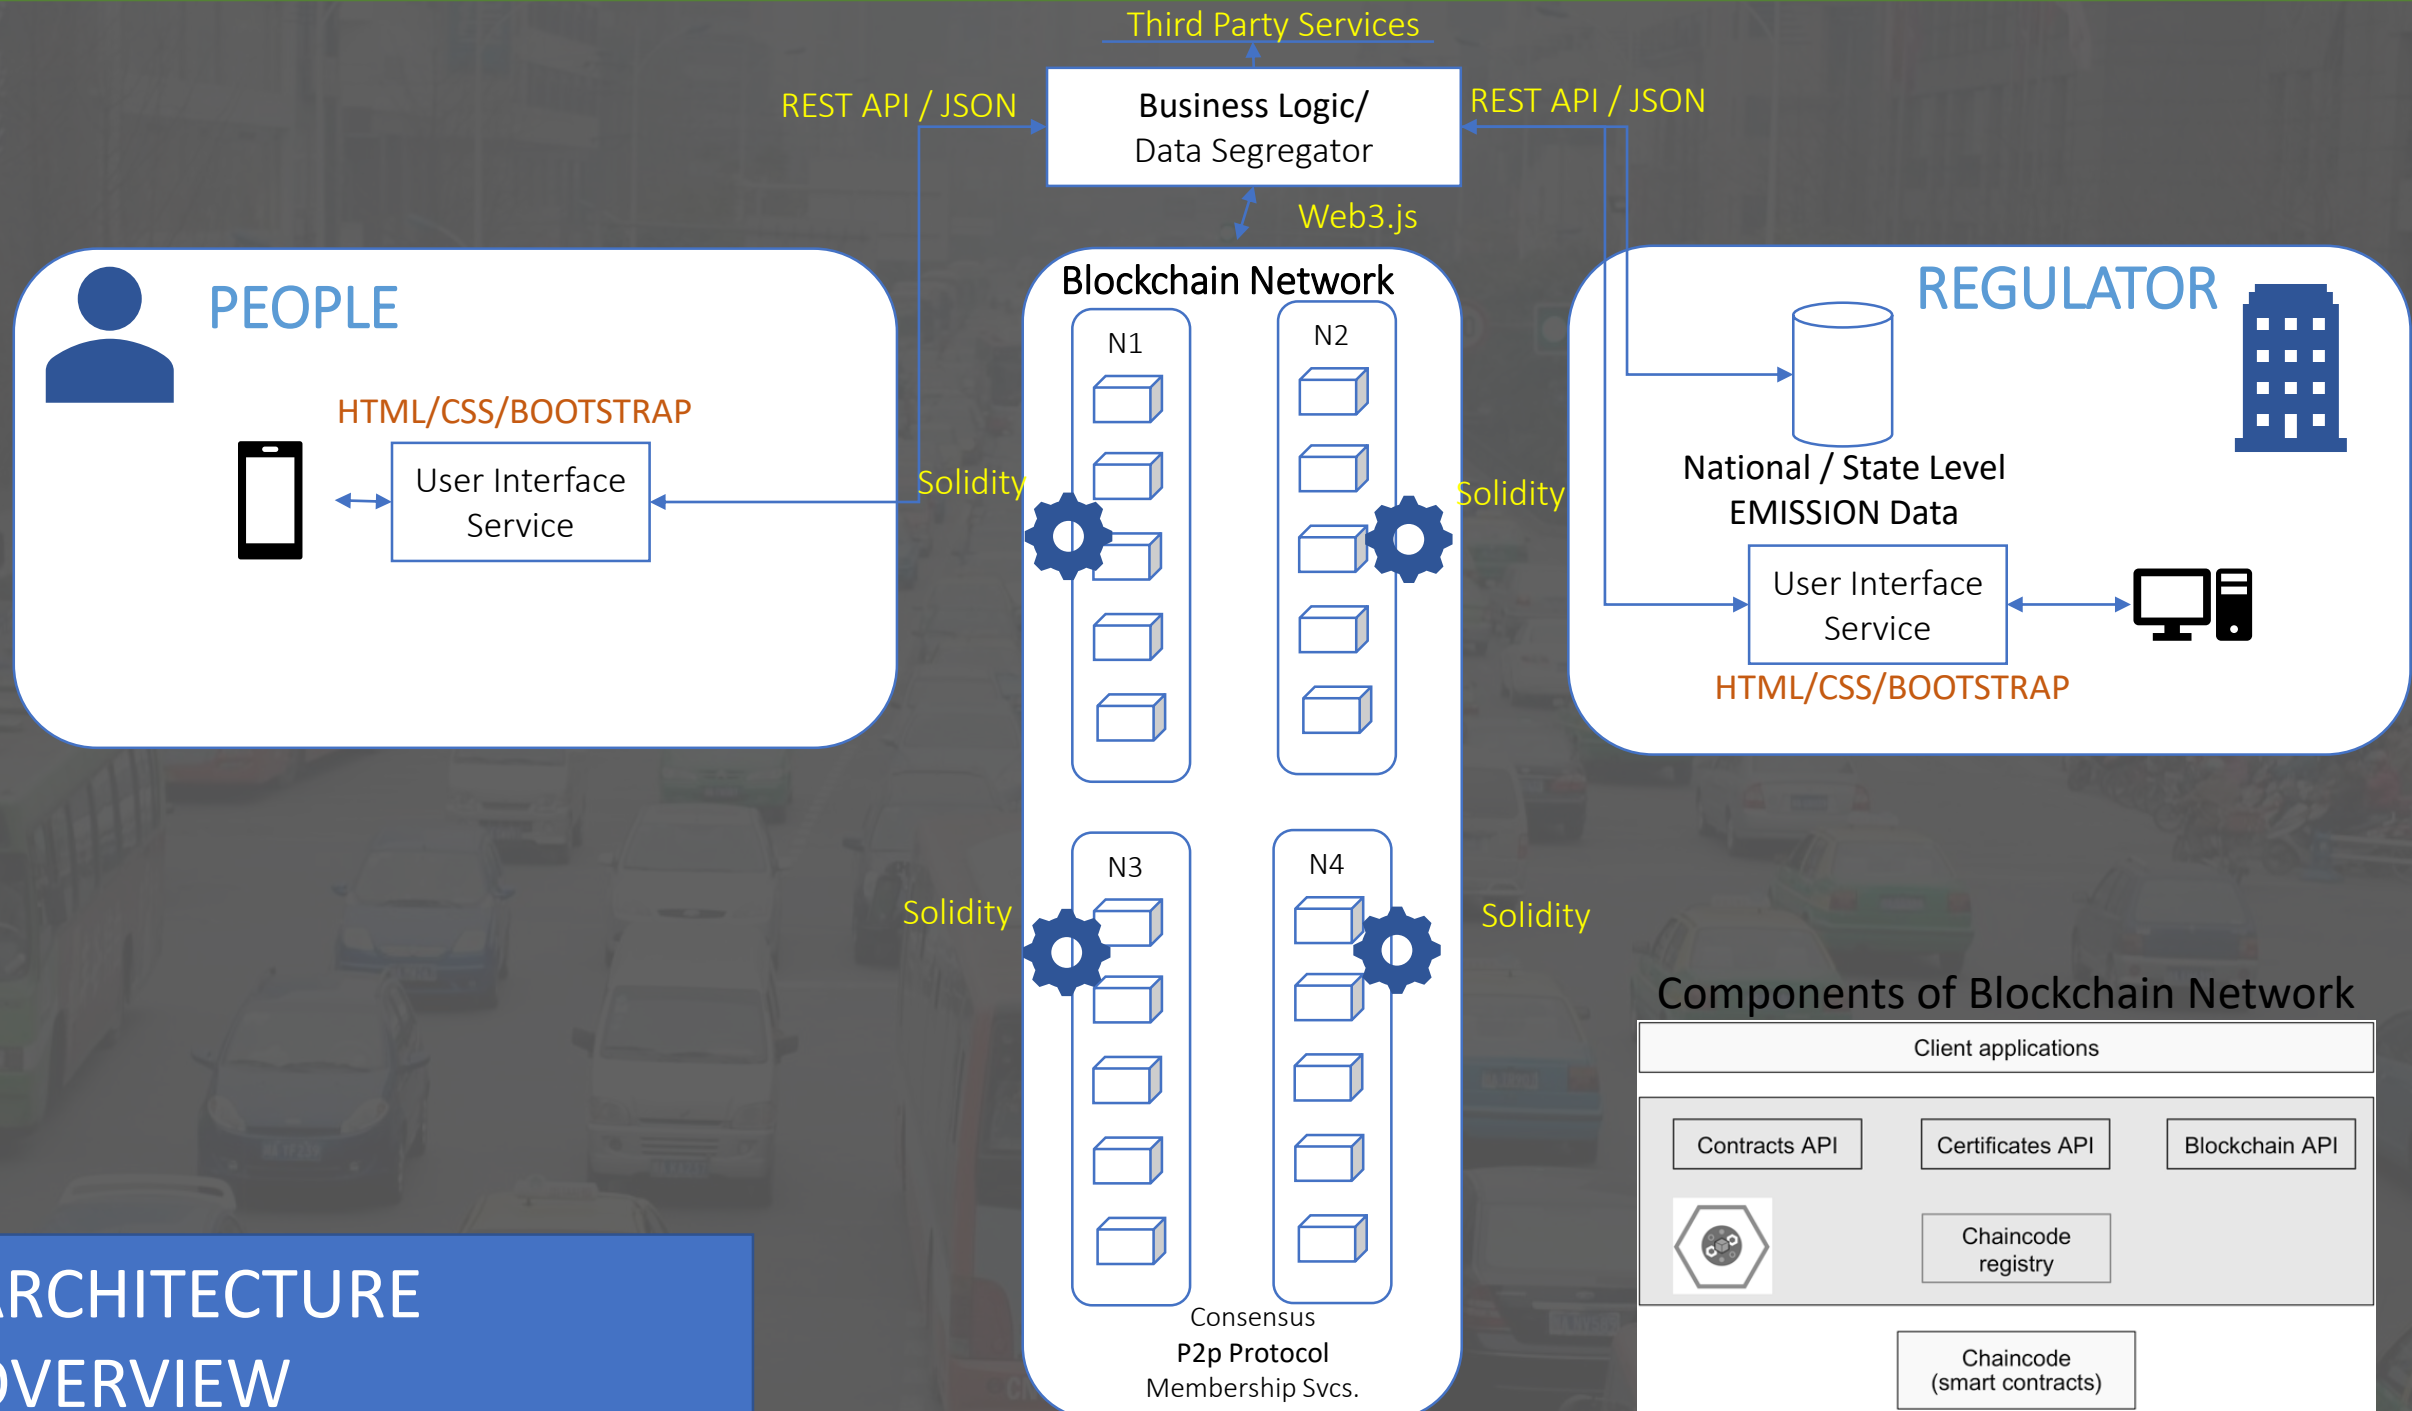 Third Party Services
REST API / JSON
Business Logic/
Data Segregator
REST API / JSON
Web3.js
PEOPLE
HTML/CSS/BOOTSTRAP
User Interface
Service
Blockchain Network
N1
N2
Solidity
Solidity
N3
N4
Solidity
Solidity
Consensus
P2p Protocol
Membership Svcs.
REGULATOR
National / State Level
EMISSION Data
User Interface
Service
HTML/CSS/BOOTSTRAP
Components of Blockchain Network
Client applications
Contracts API
Certificates API
Blockchain API
Chaincode
registry
Chaincode
(smart contracts)
ARCHITECTURE
OVERVIEW